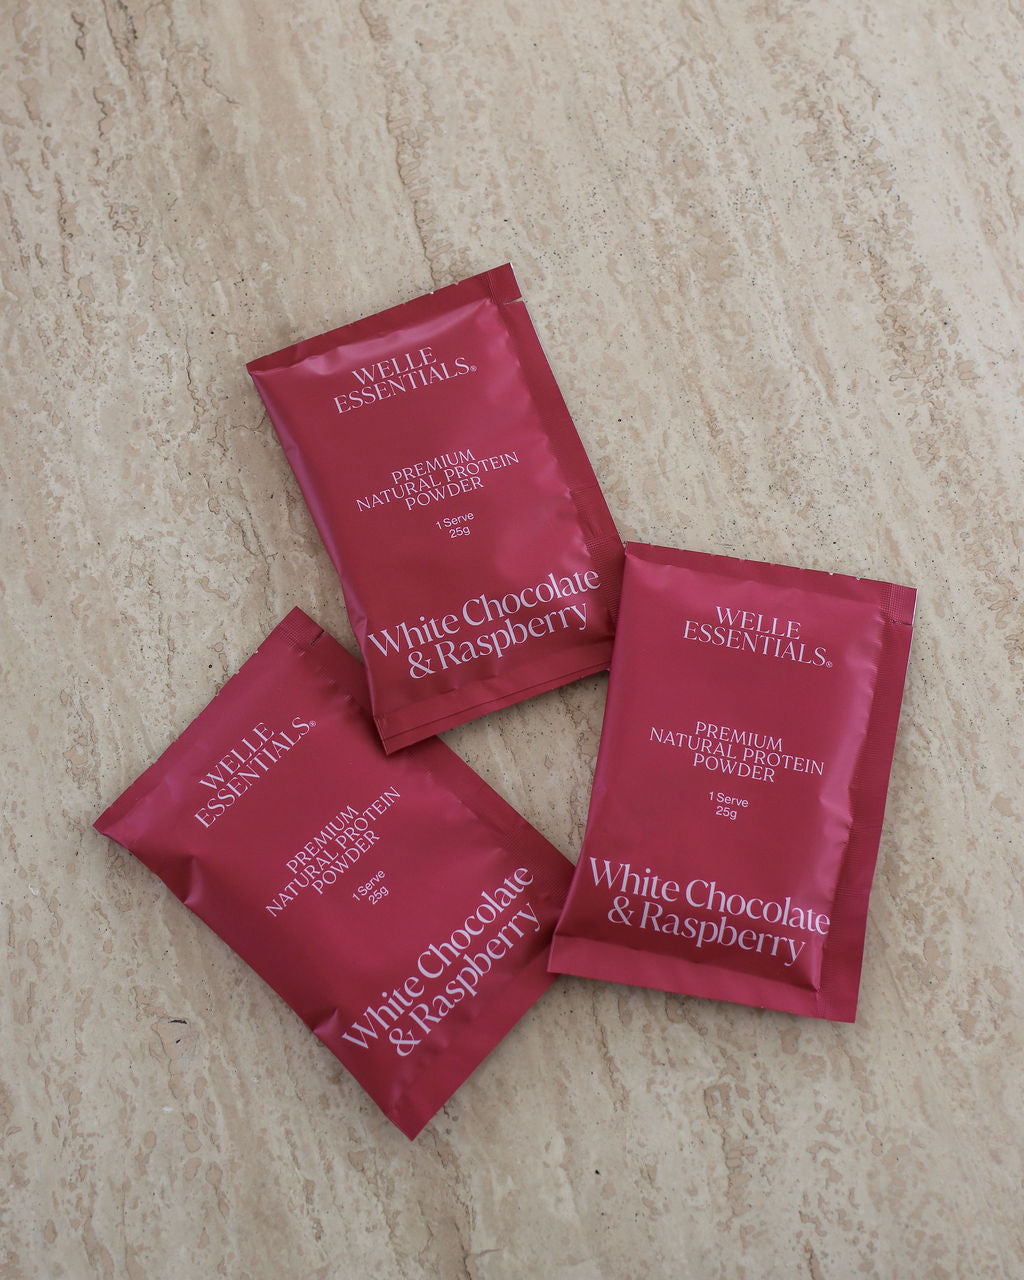 WELLE
ESSENTIALS®
PREMIUM
NATURAL PROTEIN
POWDER
1 Serve
25g
White Chocolate
& Raspberry
WELLE
ESSENTIALS®
PREMIUM
NATURAL PROTEIN
POWDER
1 Serve
25g
White Chocolate
& Raspberry
WELLE
ESSENTIALS®
PREMIUM
NATURAL PROTEIN
POWDER
1 Serve
25g
White Chocolate
& Raspberry